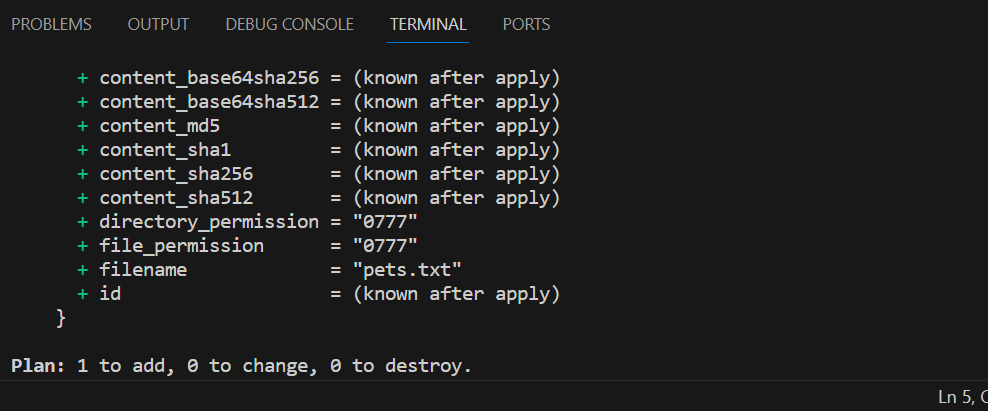 PROBLEMS OUTPUT DEBUG CONSOLE TERMINAL PORTS
+ content_base64sha256 = (known after apply)
+ content_base64sha512 = (known after apply)
+ content_md5          = (known after apply)
+ content_sha1         = (known after apply)
+ content_sha256       = (known after apply)
+ content_sha512       = (known after apply)
+ directory_permission = "0777"
+ file_permission      = "0777"
+ filename             = "pets.txt"
+ id                   = (known after apply)
}
Plan: 1 to add, 0 to change, 0 to destroy.
Ln 5,